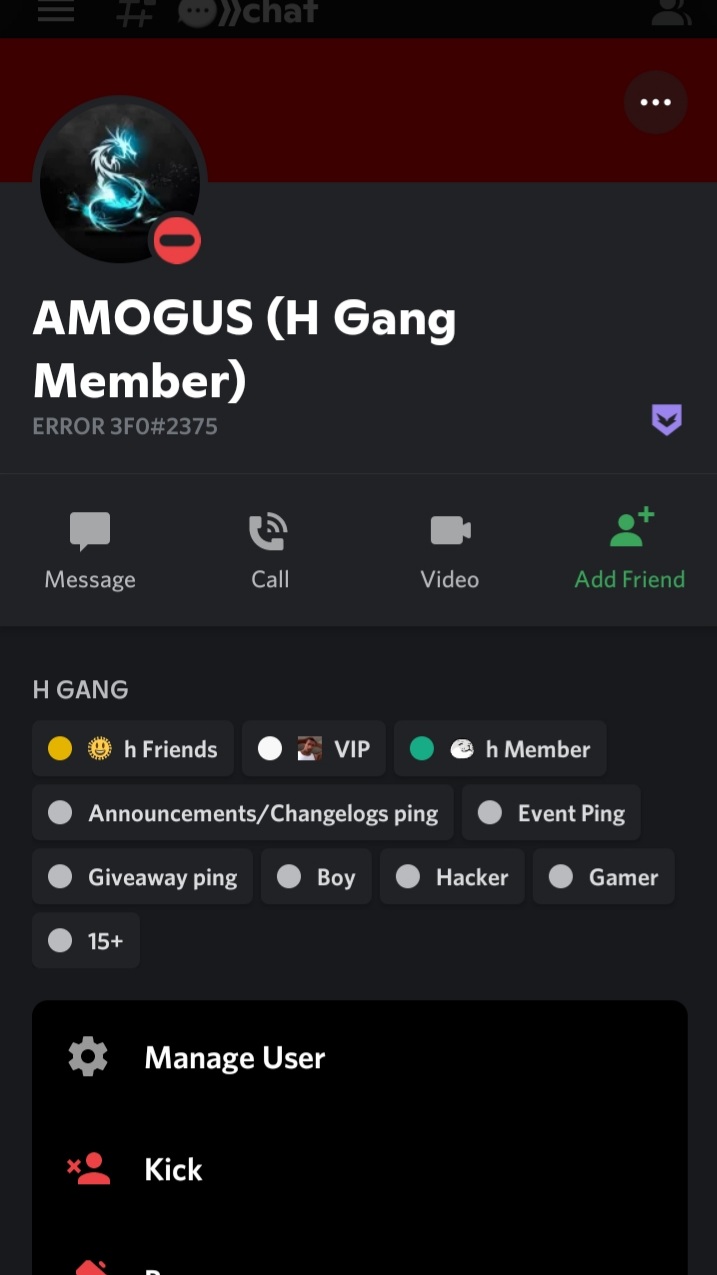 chat
AMOGUS (H Gang
Member)
ERROR 3F0#2375
Message Call Video Add Friend
H GANG
h Friends VIP h Member
Announcements/Changelogs ping Event Ping
Giveaway ping Boy Hacker Gamer
15+
Manage User
Kick